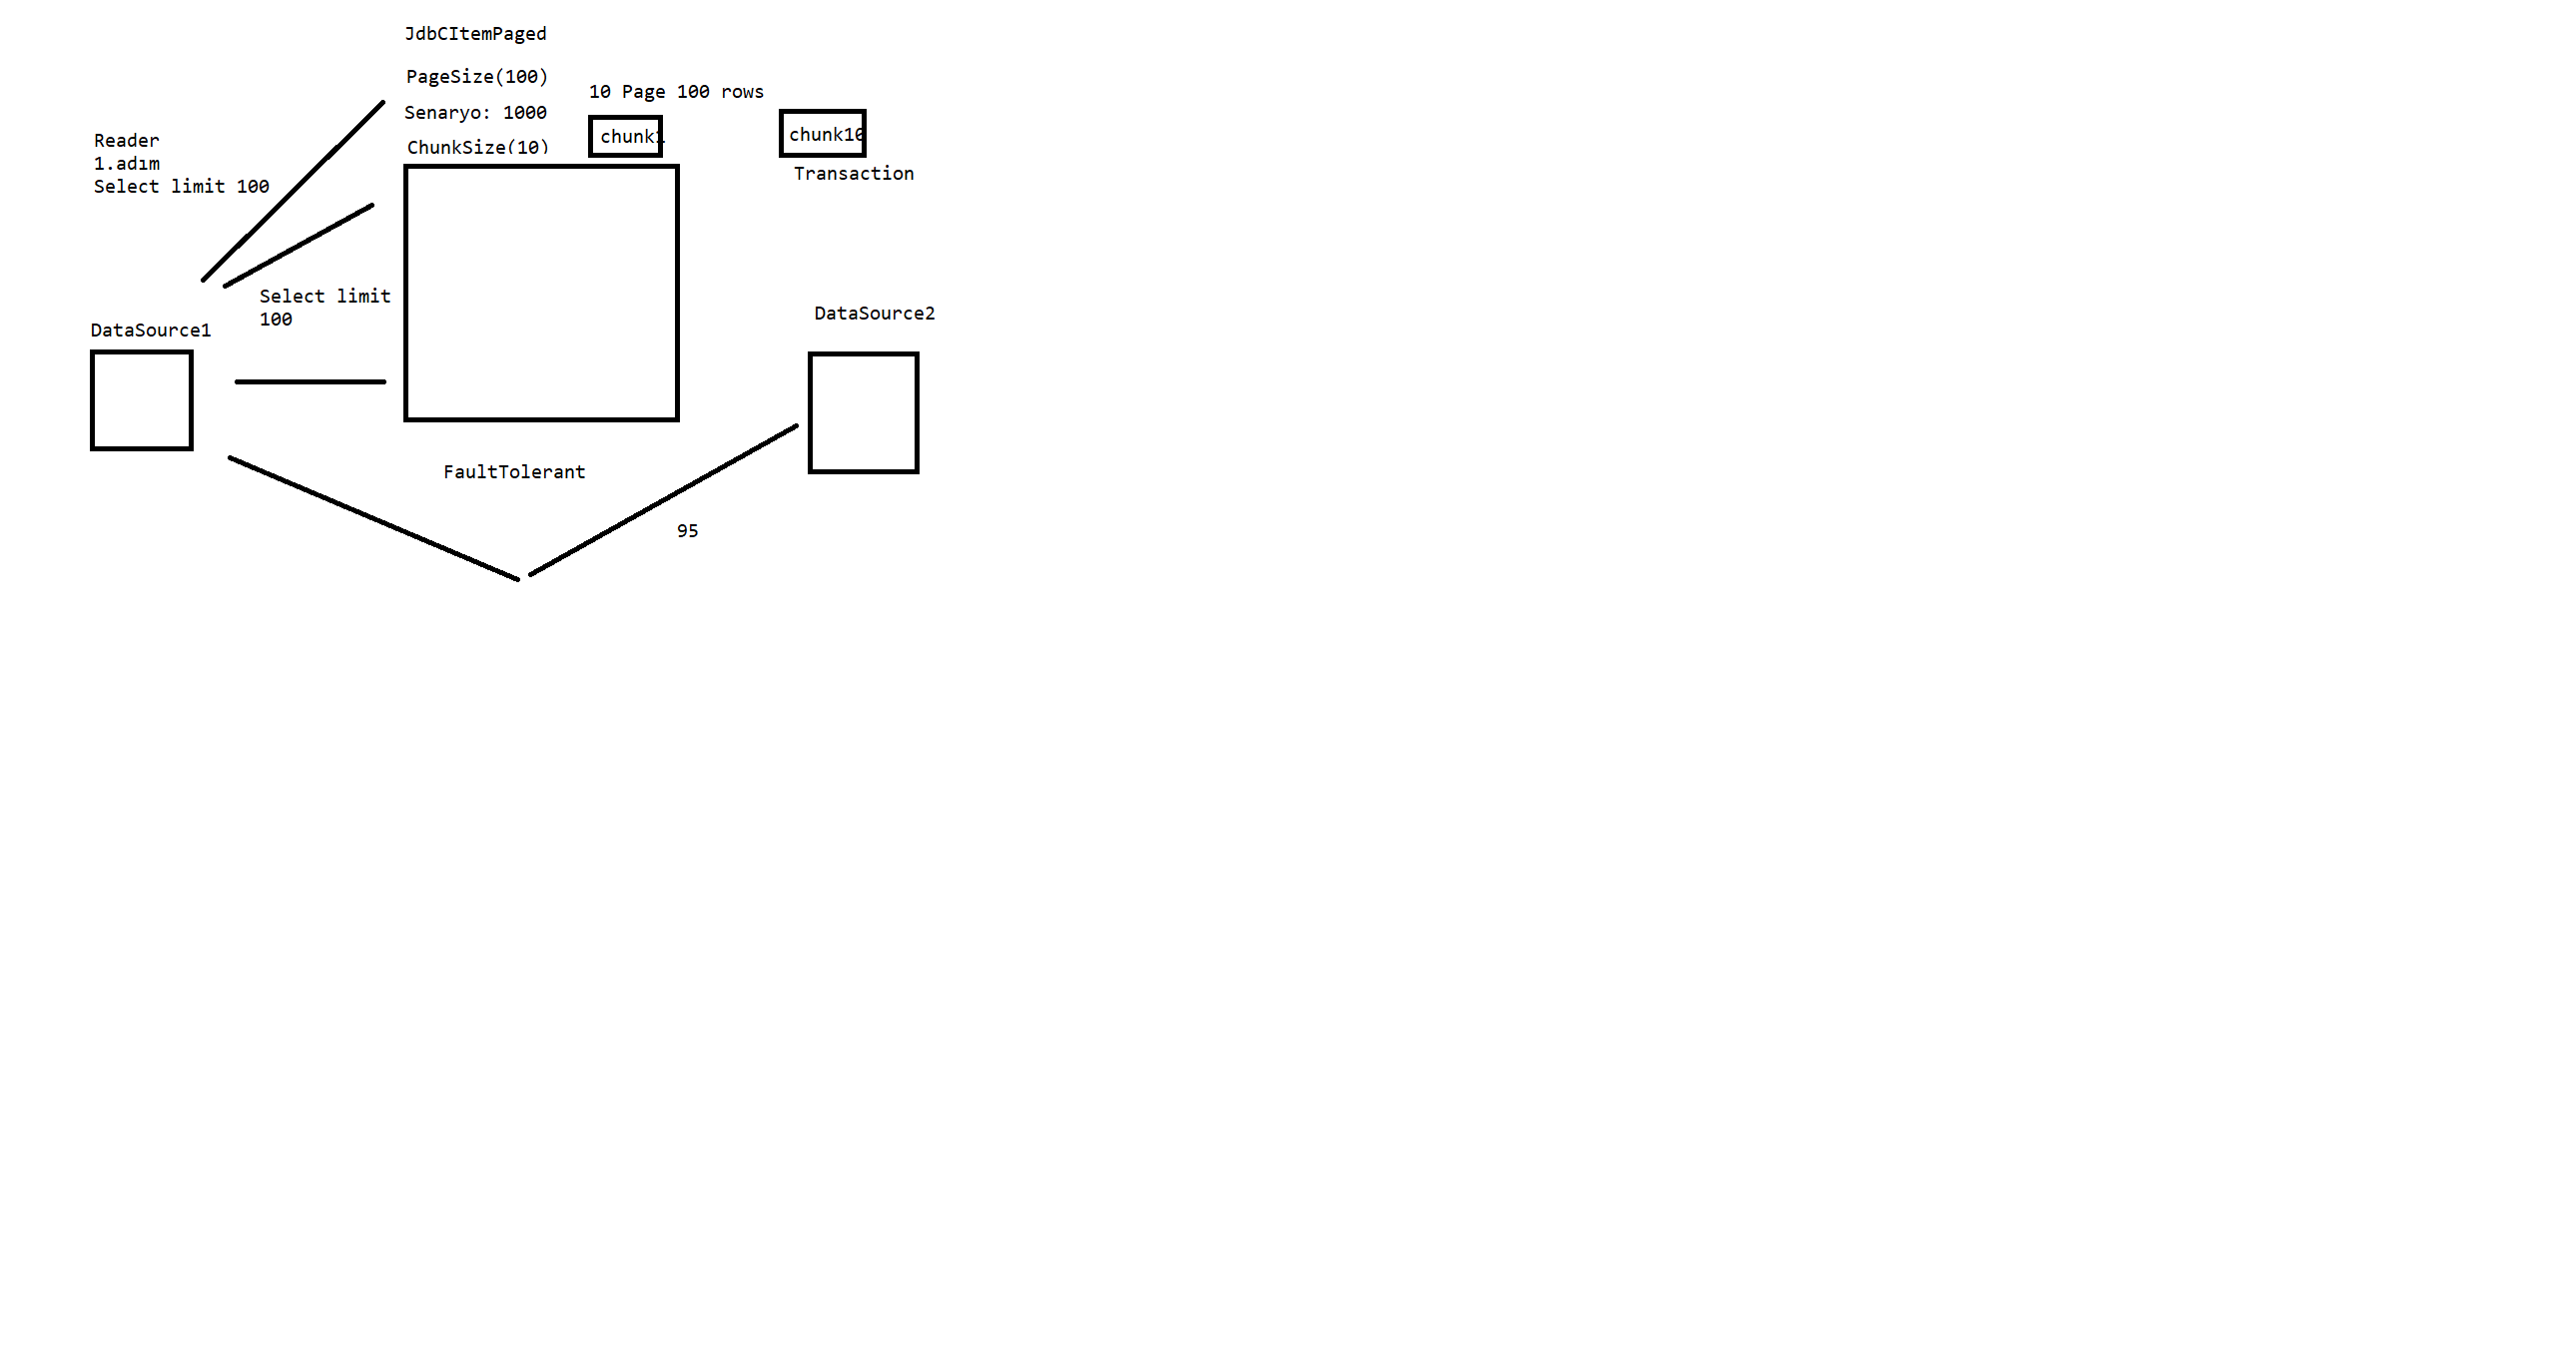 JdbCItemPaged
PageSize(100)
10 Page 100 rows
Senaryo: 1000
chunk1
chunk10
Reader
1.adım
Select limit 100
ChunkSize(10)
Transaction
Select limit
100
DataSource1
DataSource2
FaultTolerant
95